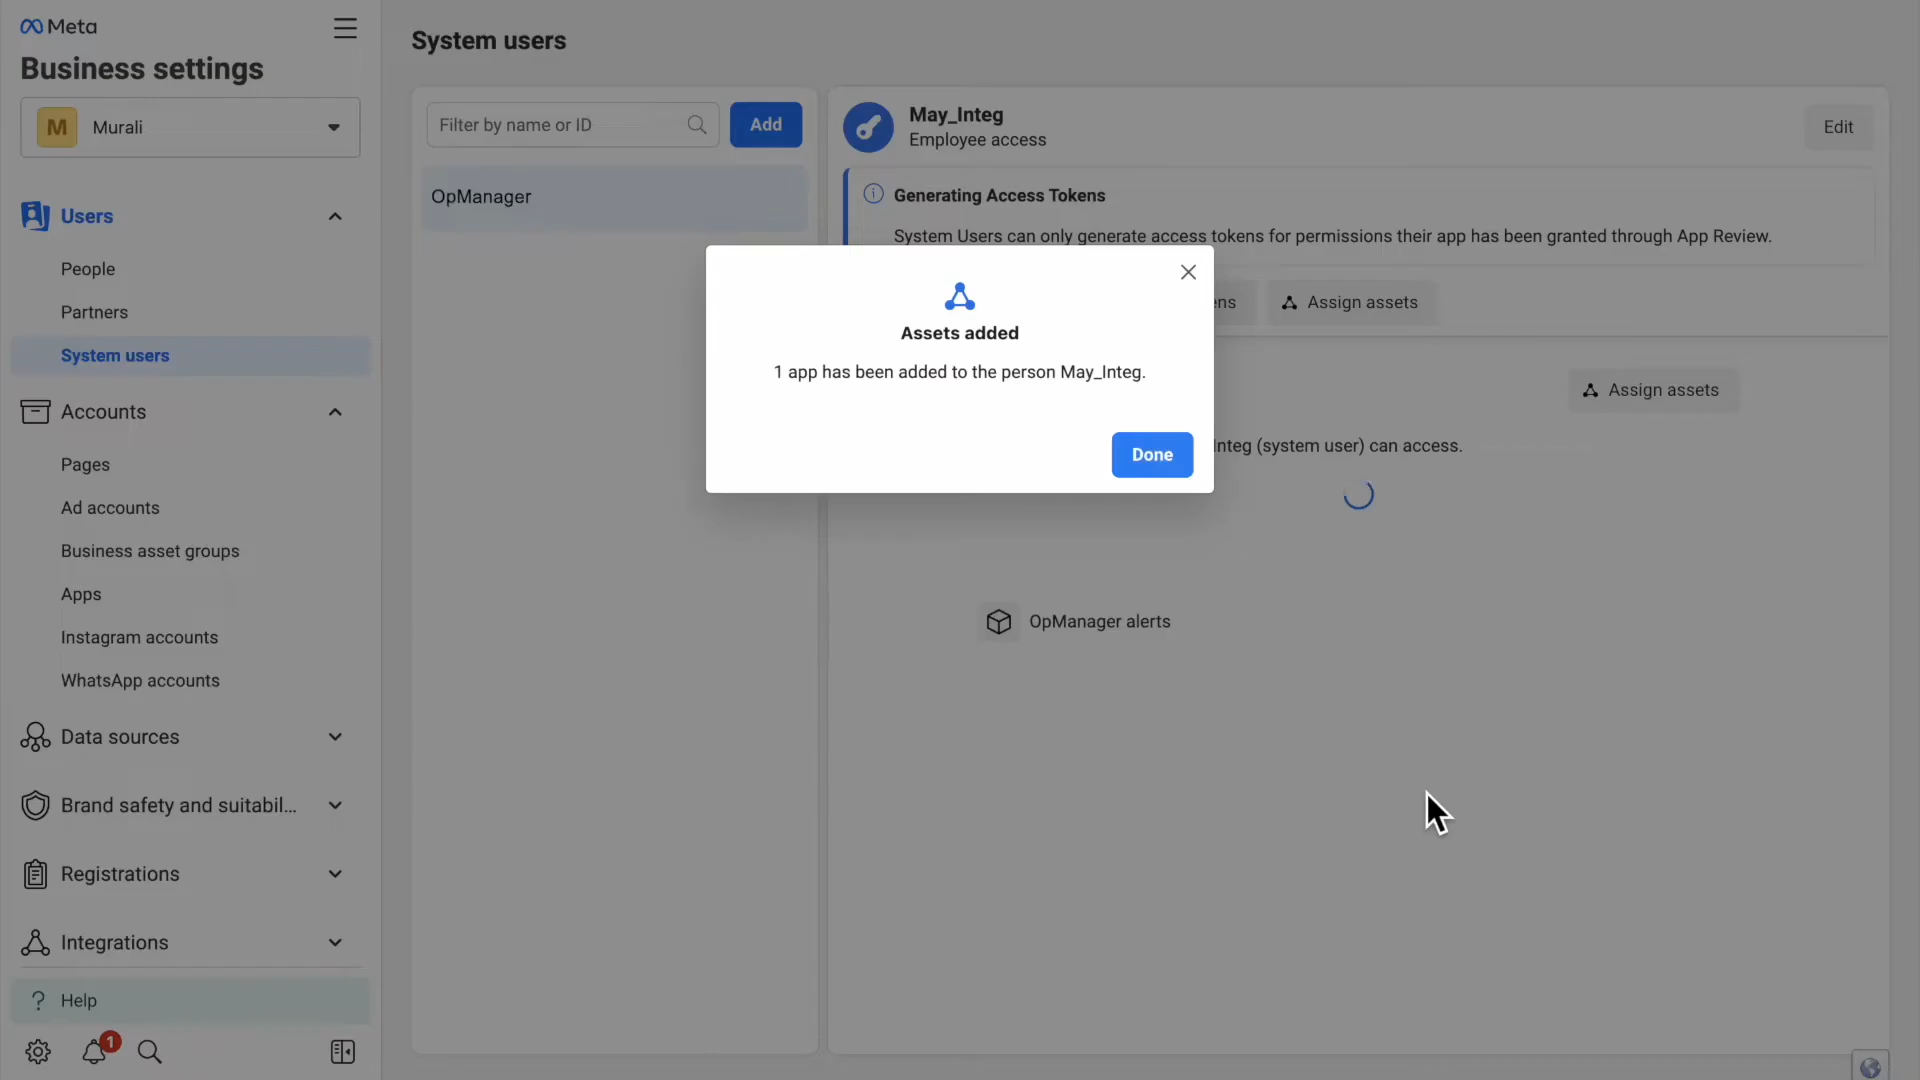 Meta
Business settings
M
Murali
Users
People
Partners
System users
Accounts
Pages
Ad accounts
Business asset groups
Apps
Instagram accounts
WhatsApp accounts
Data sources
Brand safety and suitabil...
Registrations
Integrations
? Help
1
System users
Filter by name or ID
Add
OpManager
May_Integ
Employee access
Edit
Generating Access Tokens
System Users can only generate access tokens for permissions their app has been granted through App Review.
ens
Assign assets
Assign assets
Integ (system user) can access.
OpManager alerts
Assets added
1 app has been added to the person May_Integ.
Done